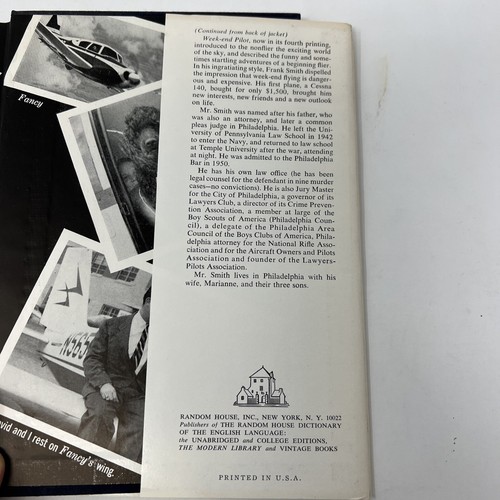 Fancy
N565
vid and I rest on Fancy's wing.
(Continued from back of jacket)
Week-end Pilot, now in its fourth printing,
introduced to the nonflier the exciting world
of the sky, and described the funny and some-
times startling adventures of a beginning flier.
In his ingratiating style, Frank Smith dispelled
the impression that week-end flying is danger-
ous and expensive. His first plane, a Cessna
140, bought for only $1,500, brought him
new interests, new friends and a new outlook
on life.
Mr. Smith was named after his father, who
was also an attorney, and later a common
pleas judge in Philadelphia. He left the Uni-
versity of Pennsylvania Law School in 1942
to enter the Navy, and returned to law school
at Temple University after the war, attending
at night. He was admitted to the Philadelphia
Bar in 1950.
He has his own law office (he has been
legal counsel for the defendant in nine murder
cases—no convictions). He is also Jury Master
for the City of Philadelphia, a governor of its
Lawyers Club, a director of its Crime Preven-
tion Association, a member at large of the
Boy Scouts of America (Philadelphia Coun-
cil), a delegate of the Philadelphia Area
Council of the Boys Clubs of America, Phila-
delphia attorney for the National Rifle Asso-
ciation and for the Aircraft Owners and Pilots
Association and founder of the Lawyers-
Pilots Association.
Mr. Smith lives in Philadelphia with his
wife, Marianne, and their three sons.
RANDOM HOUSE, INC., NEW YORK, N. Y. 10022
Publishers of THE RANDOM HOUSE DICTIONARY
OF THE ENGLISH LANGUAGE:
the UNABRIDGED and COLLEGE EDITIONS,
THE MODERN LIBRARY and VINTAGE BOOKS
PRINTED IN U.S.A.